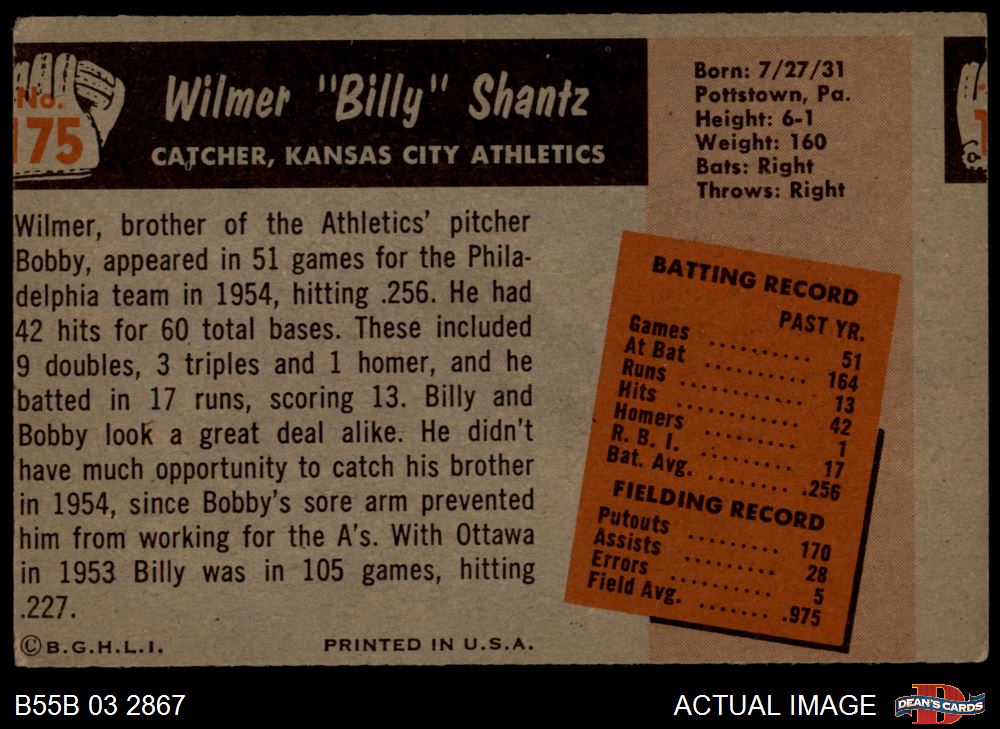 No.
175
Wilmer "Billy" Shantz
CATCHER, KANSAS CITY ATHLETICS
Born: 7/27/31
Pottstown, Pa.
Height: 6-1
Weight: 160
Bats: Right
Throws: Right
Wilmer, brother of the Athletics' pitcher
Bobby, appeared in 51 games for the Phila-
delphia team in 1954, hitting .256. He had
42 hits for 60 total bases. These included
9 doubles, 3 triples and 1 homer, and he
batted in 17 runs, scoring 13. Billy and
Bobby look a great deal alike. He didn't
have much opportunity to catch his brother
in 1954, since Bobby's sore arm prevented
him from working for the A's. With Ottawa
in 1953 Billy was in 105 games, hitting
.227.
©B.G.H.L.I.
PRINTED IN U.S.A.
BATTING RECORD
PAST YR.
Games .......... 51
At Bat .......... 164
Runs .......... 13
Hits .......... 42
Homers .......... 1
R. B. I. .......... 17
Bat. Avg. .......... .256
FIELDING RECORD
Putouts ......... 170
Assists ......... 28
Errors .......... 5
Field Avg. ....... .975
B55B 03 2867
ACTUAL IMAGE
DEAN'S CARDS